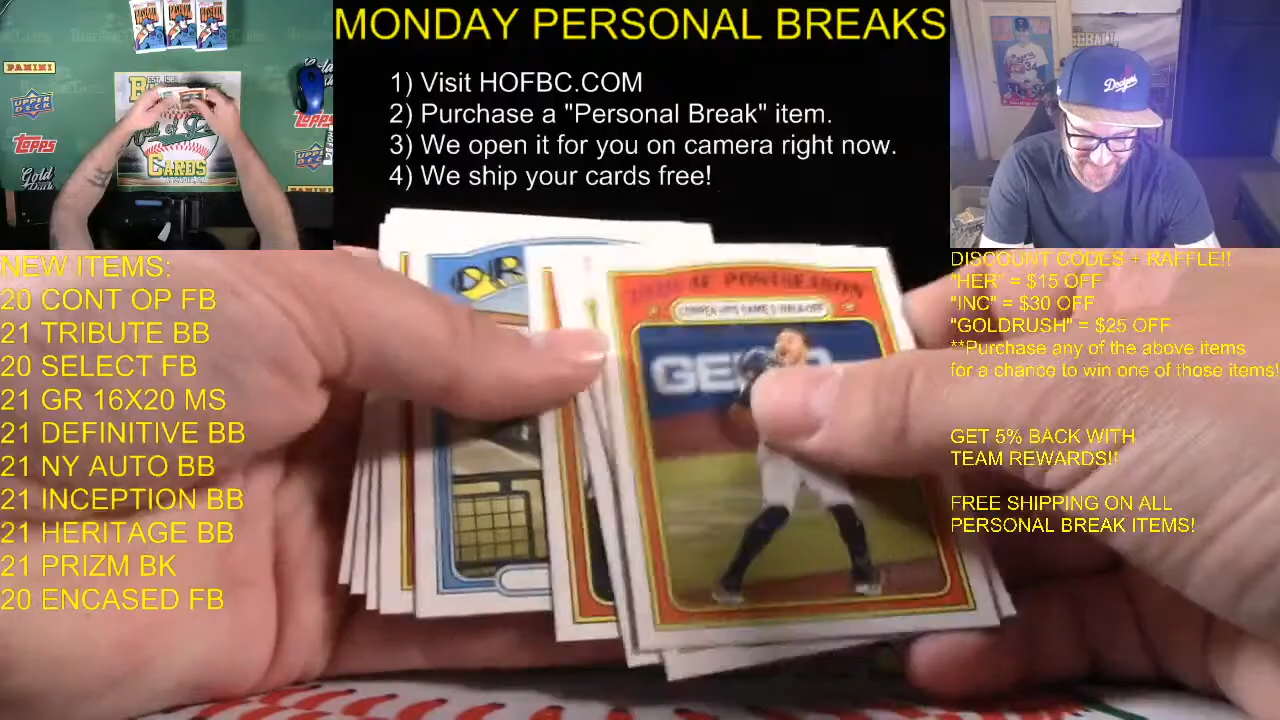 MONDAY PERSONAL BREAKS
1) Visit HOFBC.COM
2) Purchase a "Personal Break" item.
3) We open it for you on camera right now.
4) We ship your cards free!
NEW ITEMS:
20 CONT OP FB
21 TRIBUTE BB
20 SELECT FB
21 GR 16X20 MS
21 DEFINITIVE BB
21 NY AUTO BB
21 INCEPTION BB
21 HERITAGE BB
21 PRIZM BK
20 ENCASED FB
DISCOUNT CODES + RAFFLE!!
"HER" = $15 OFF
"INC" = $30 OFF
"GOLDRUSH" = $25 OFF
**Purchase any of the above items
for a chance to win one of those items!
GET 5% BACK WITH
TEAM REWARDS!!
FREE SHIPPING ON ALL
PERSONAL BREAK ITEMS!
PANINI
UPPER
DECK
TOPPS
Gold
CARDS
TOPPS
Dodgers